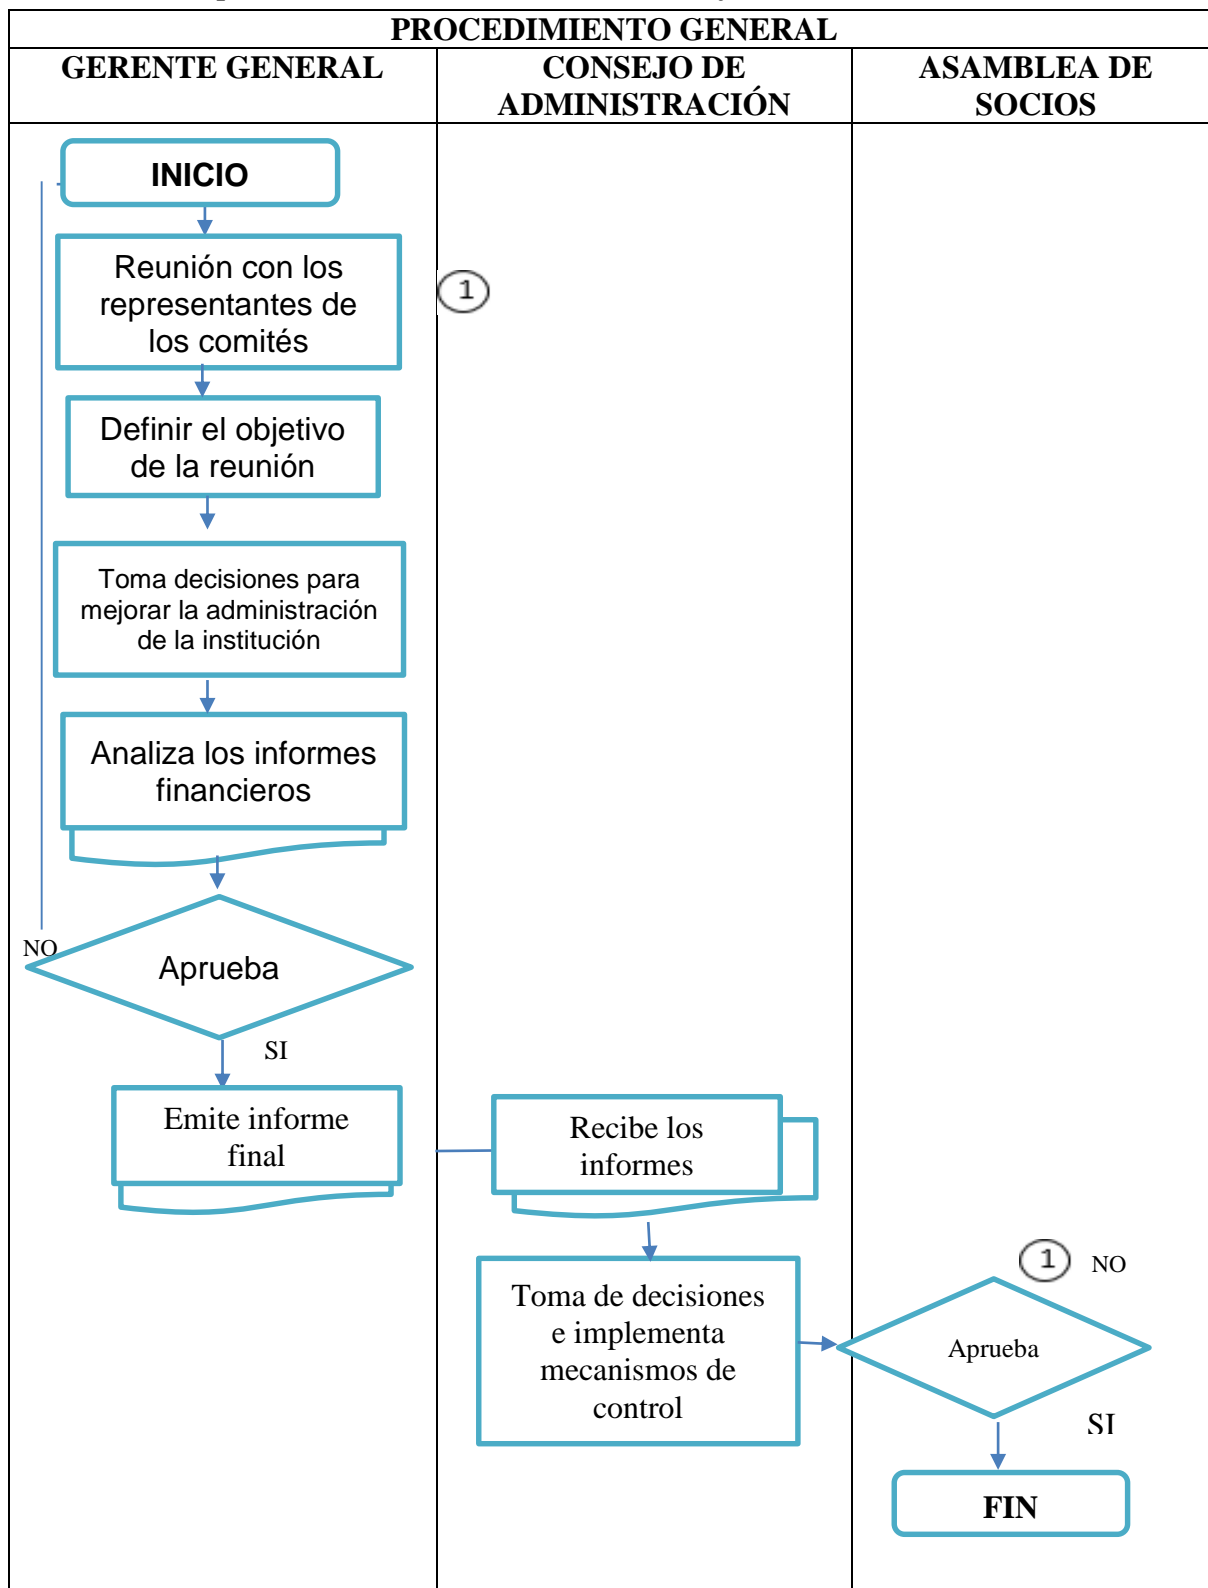 PROCEDIMIENTO GENERAL
GERENTE GENERAL
CONSEJO DE
ADMINISTRACIÓN
ASAMBLEA DE
SOCIOS
INICIO
Reunión con los
representantes de
los comités
1
Definir el objetivo
de la reunión
Toma decisiones para
mejorar la administración
de la institución
Analiza los informes
financieros
NO
Aprueba
SI
Emite informe
final
Recibe los
informes
Toma de decisiones
e implementa
mecanismos de
control
1
NO
Aprueba
SI
FIN